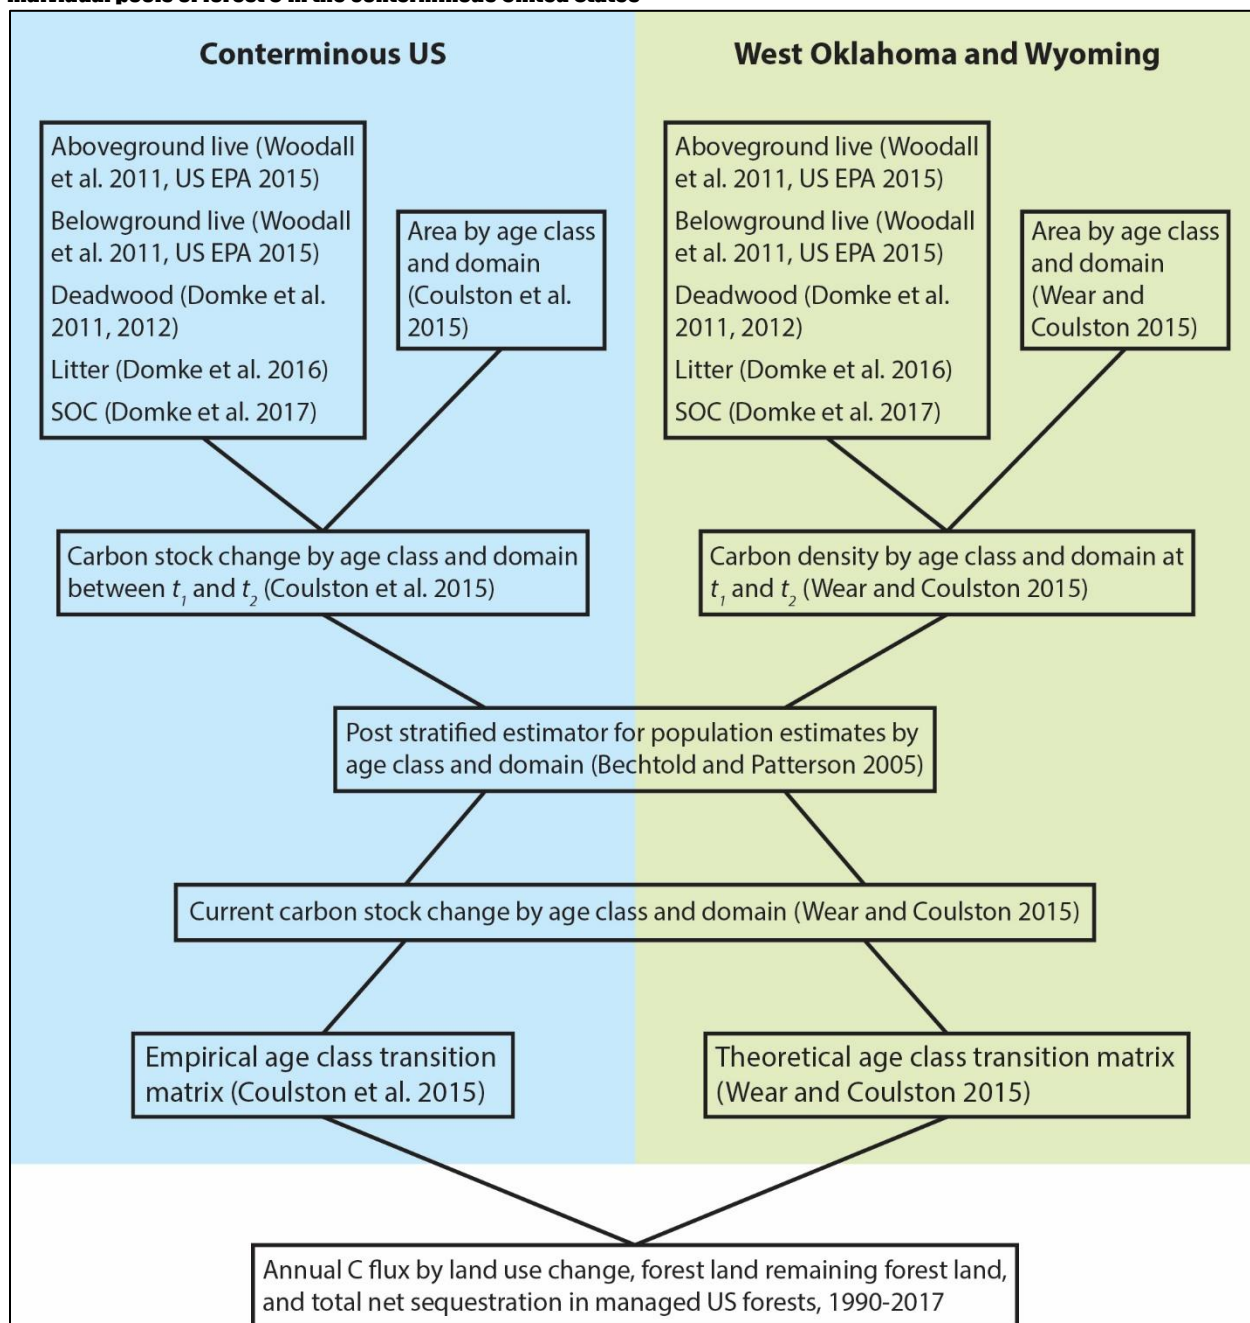 individual pools of forest C in the conterminous United States
Conterminous US
West Oklahoma and Wyoming
Aboveground live (Woodall
et al. 2011, US EPA 2015)
Belowground live (Woodall
et al. 2011, US EPA 2015)
Deadwood (Domke et al.
2011, 2012)
Litter (Domke et al. 2016)
SOC (Domke et al. 2017)
Area by age class
and domain
(Coulston et al.
2015)
Aboveground live (Woodall
et al. 2011, US EPA 2015)
Belowground live (Woodall
et al. 2011, US EPA 2015)
Deadwood (Domke et al.
2011, 2012)
Litter (Domke et al. 2016)
SOC (Domke et al. 2017)
Area by age class
and domain
(Wear and
Coulston 2015)
Carbon stock change by age class and domain
between t₁ and t₂ (Coulston et al. 2015)
Carbon density by age class and domain at
t₁ and t₂ (Wear and Coulston 2015)
Post stratified estimator for population estimates by
age class and domain (Bechtold and Patterson 2005)
Current carbon stock change by age class and domain (Wear and Coulston 2015)
Empirical age class transition
matrix (Coulston et al. 2015)
Theoretical age class transition matrix
(Wear and Coulston 2015)
Annual C flux by land use change, forest land remaining forest land,
and total net sequestration in managed US forests, 1990-2017